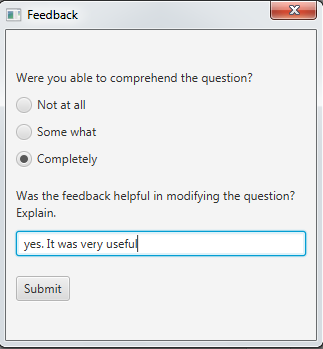 Feedback
Were you able to comprehend the question?
Not at all
Some what
Completely
Was the feedback helpful in modifying the question?
Explain.
yes. It was very useful
Submit